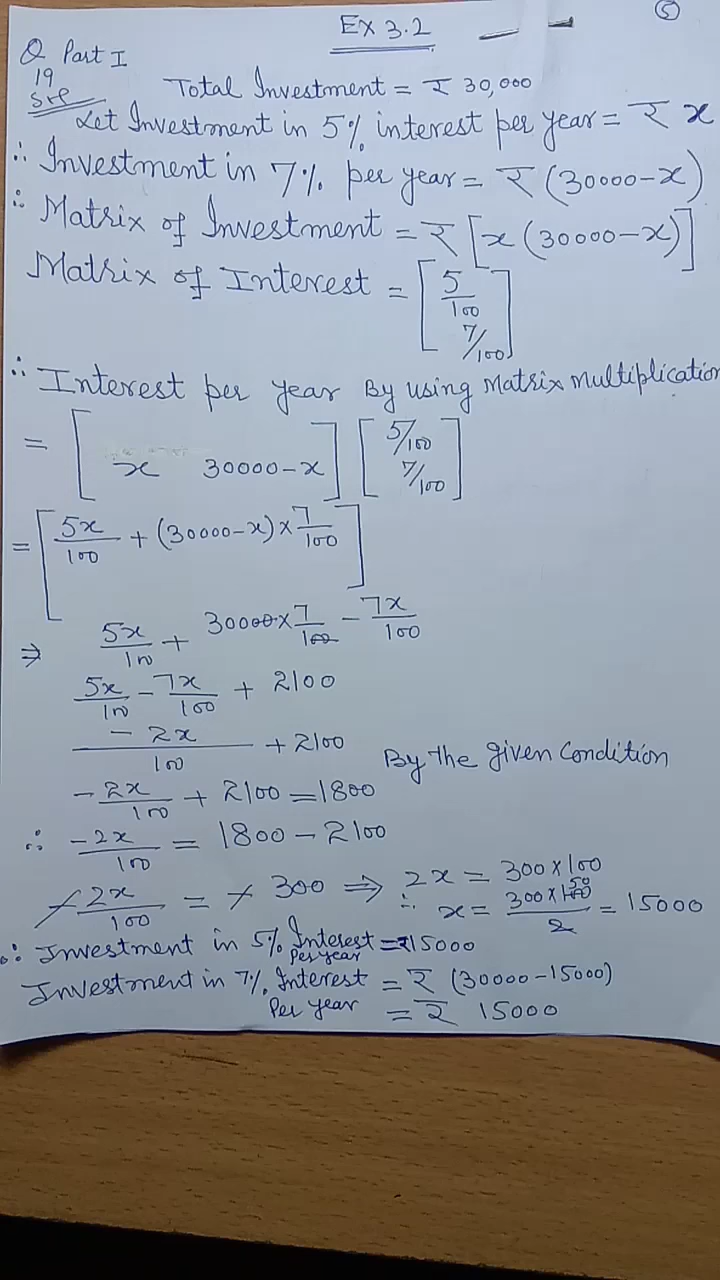 Ex 3.2
5
Q Part I
19
Sol
Total Investment = ₹ 30,000
Let Investment in 5% interest per year = ₹ x
∴ Investment in 7% per year = ₹ (30000-x)
∴ Matrix of Investment = ₹ [x (30000-x)]
Matrix of Interest = [5/100 7/100]
∴ Interest per year By using Matrix multiplication
= [x 30000-x] [5/100 7/100]
= [5x/100 + (30000-x) × 7/100]
⇒ 5x/100 + 30000×7/100 - 7x/100
5x/100 - 7x/100 + 2100
-2x/100 + 2100 By the given condition
-2x/100 + 2100 = 1800
∴ -2x/100 = 1800 - 2100
-2x/100 = - 300 ⇒ 2x = 300×100
∴ x = 300×100 50/2 = 15000
∴ Investment in 5% Interest Per year = ₹15000
Investment in 7% Interest Per year = ₹ (30000-15000)
= ₹ 15000